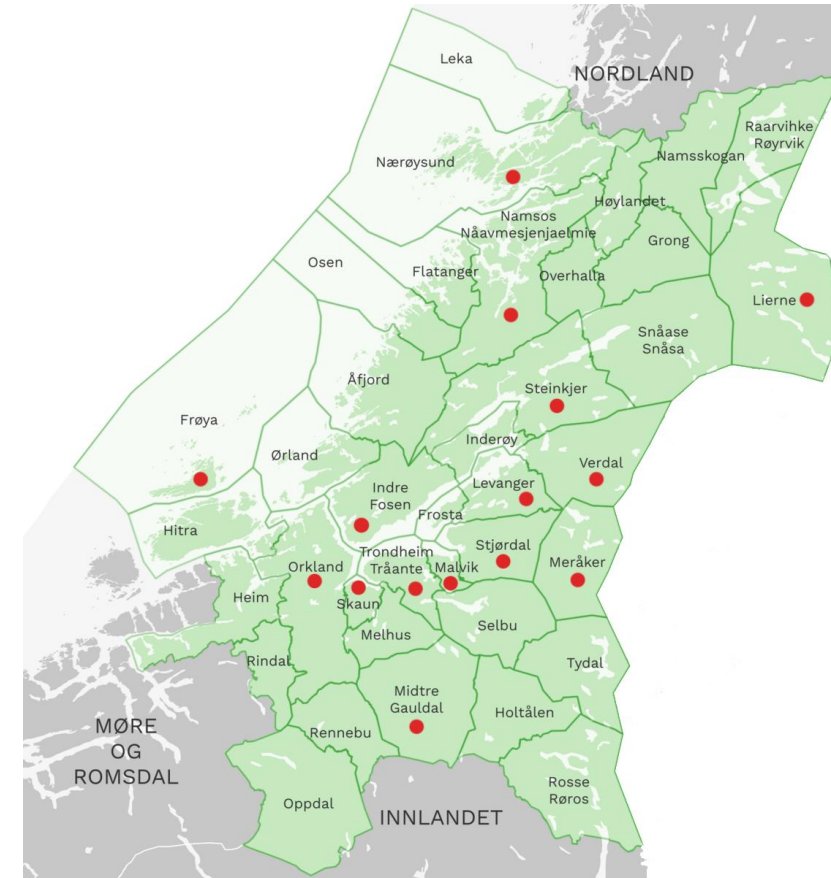 Leka
NORDLAND
Raarvihke
Røyrvik
Nærøysund
Namsskogan
Høylandet
Namsos
Nåavmesjenjaelmie
Grong
Osen
Flatanger
Overhalla
Lierne
Snåase
Snåsa
Åfjord
Steinkjer
Frøya
Inderøy
Ørland
Verdal
Levanger
Indre
Fosen
Frosta
Hitra
Stjørdal
Trondheim
Tråante
Malvik
Meråker
Orkland
Heim
Skaun
Selbu
Melhus
Rindal
Tydal
Midtre
Gauldal
Holtålen
MØRE
OG
ROMSDAL
Rennebu
Rosse
Røros
Oppdal
INNLANDET